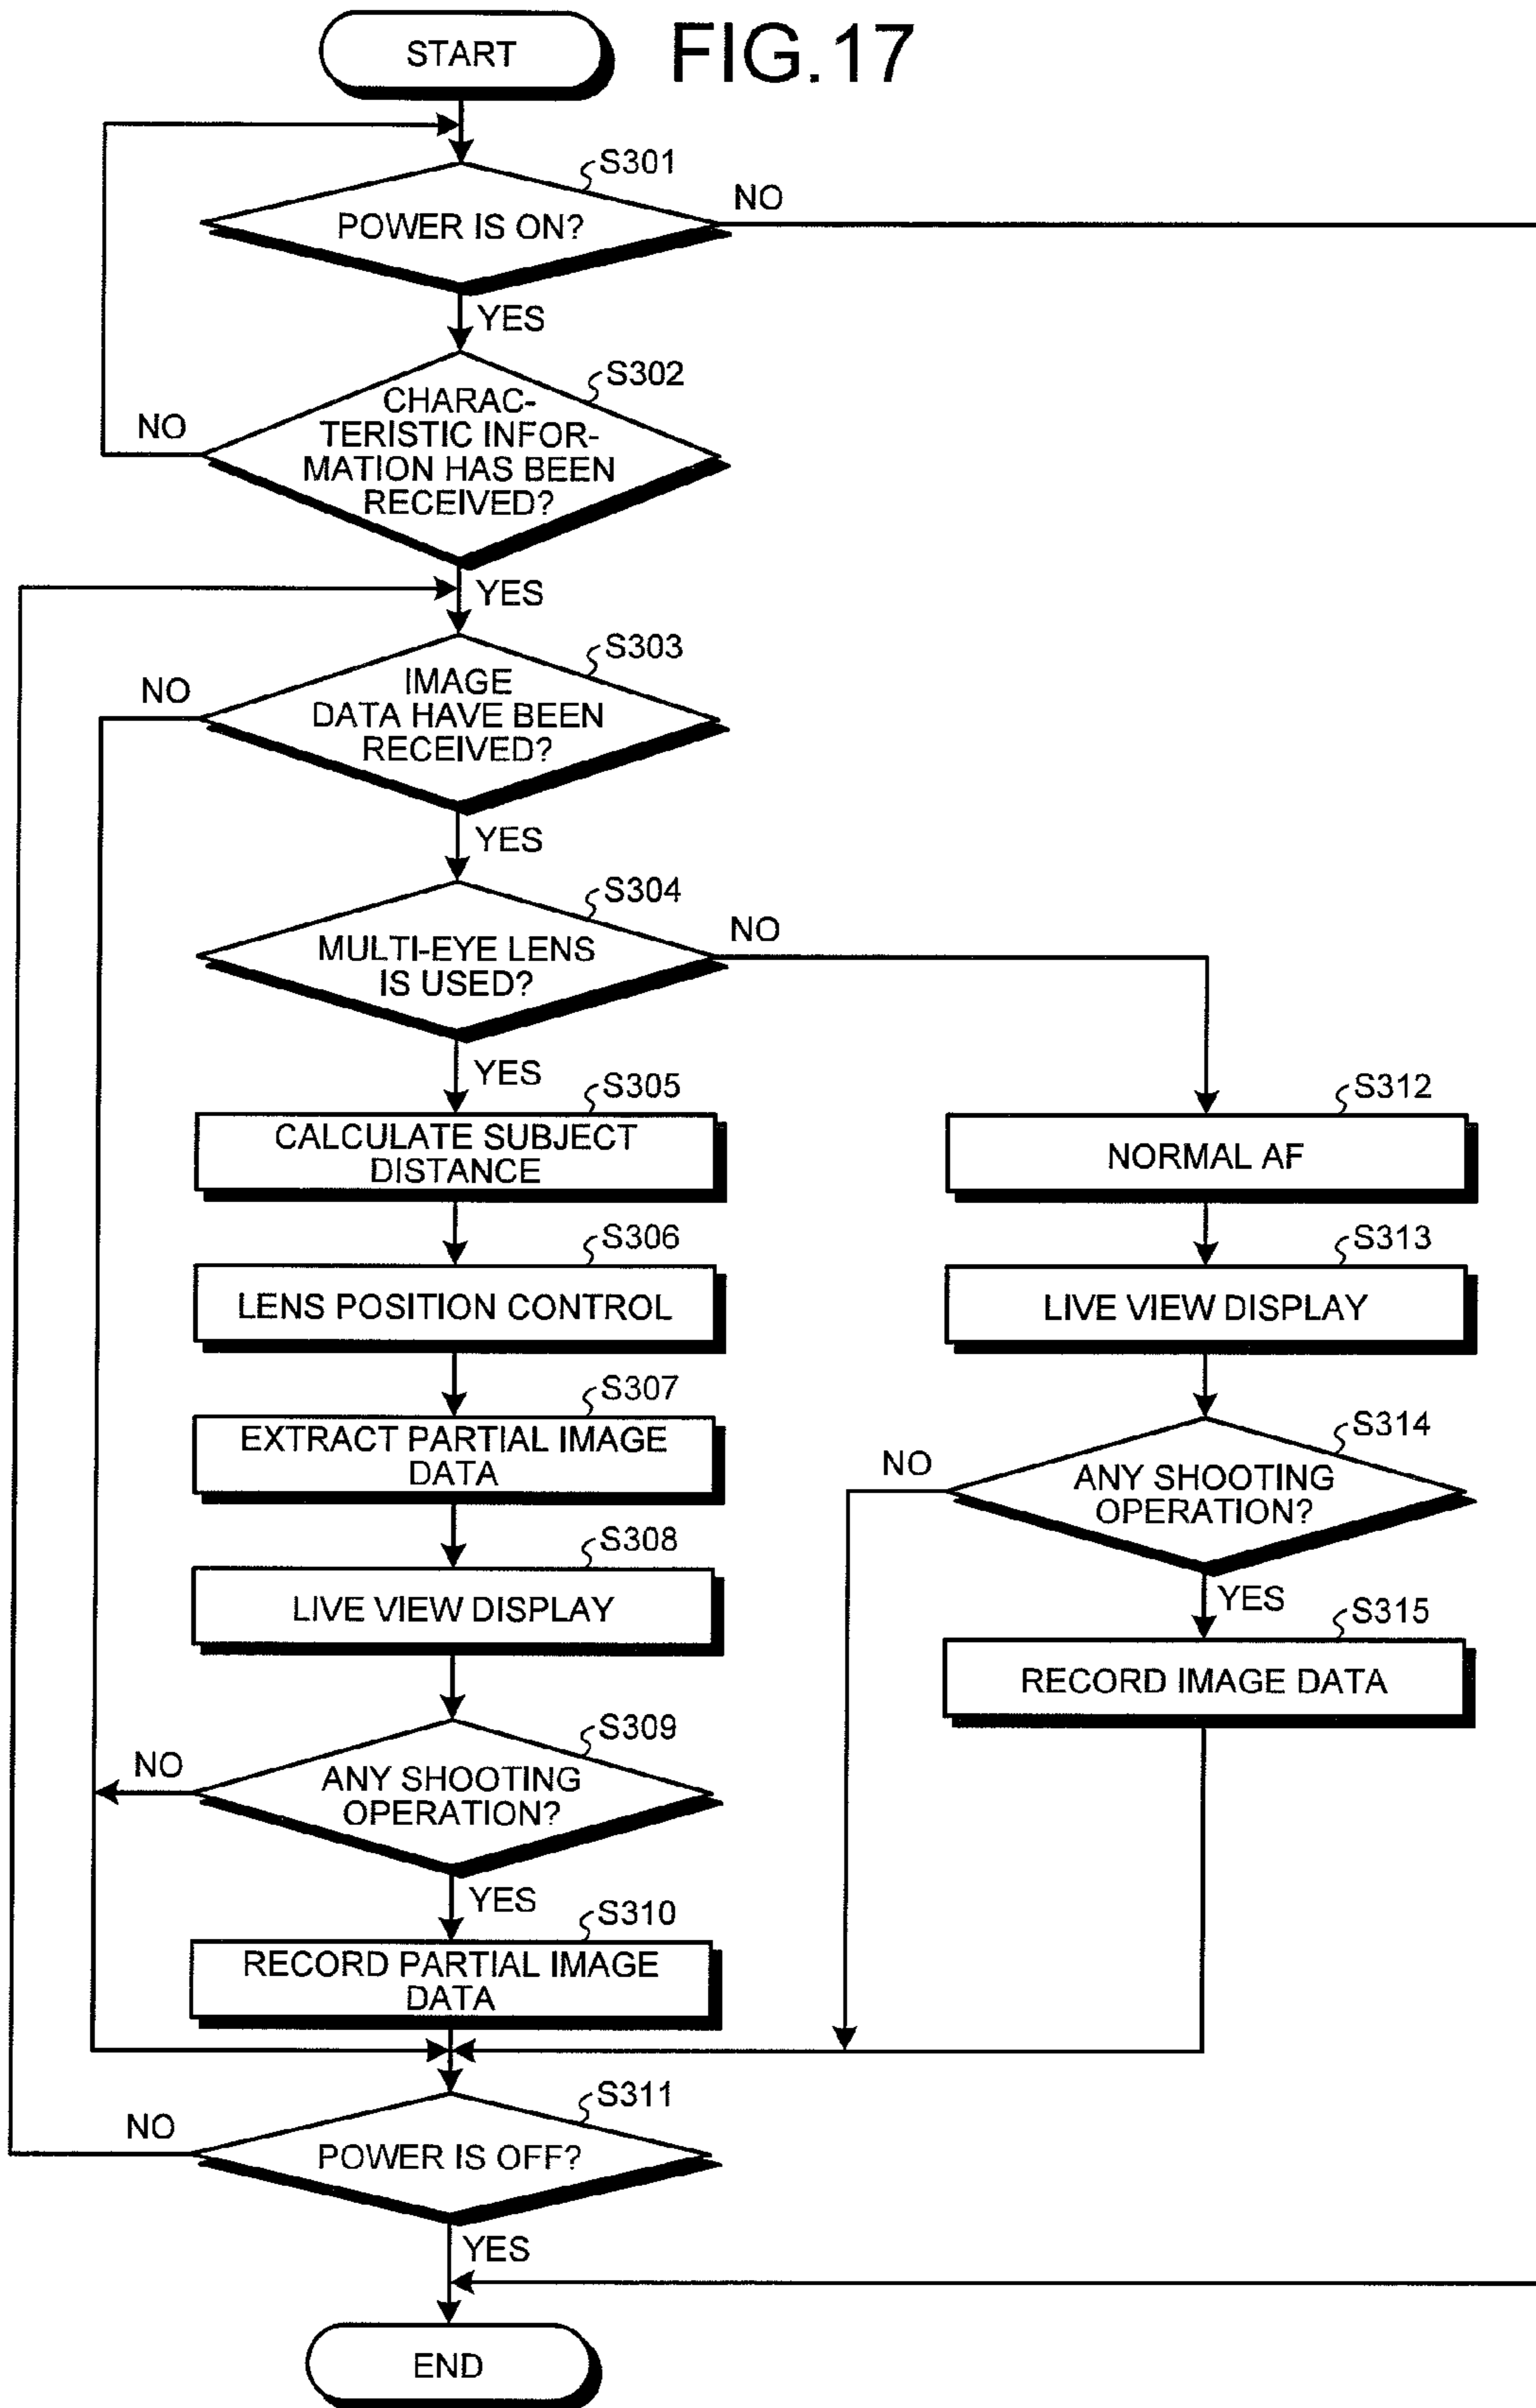 FIG.17
START
S301
POWER IS ON?
NO
YES
S302
CHARAC-
TERISTIC INFOR-
MATION HAS BEEN
RECEIVED?
NO
YES
S303
IMAGE
DATA HAVE BEEN
RECEIVED?
NO
YES
S304
MULTI-EYE LENS
IS USED?
NO
YES
S305
CALCULATE SUBJECT
DISTANCE
S306
LENS POSITION CONTROL
S307
EXTRACT PARTIAL IMAGE
DATA
S308
LIVE VIEW DISPLAY
S309
ANY SHOOTING
OPERATION?
NO
YES
S310
RECORD PARTIAL IMAGE
DATA
S312
NORMAL AF
S313
LIVE VIEW DISPLAY
S314
ANY SHOOTING
OPERATION?
NO
YES
S315
RECORD IMAGE DATA
S311
POWER IS OFF?
NO
YES
END